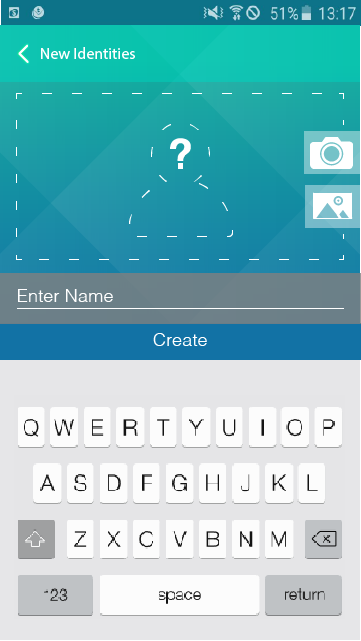 51% 13:17
New Identities
?
Enter Name
Create
Q W E R T Y U I O P
A S D F G H J K L
Z X C V B N M
123 space return